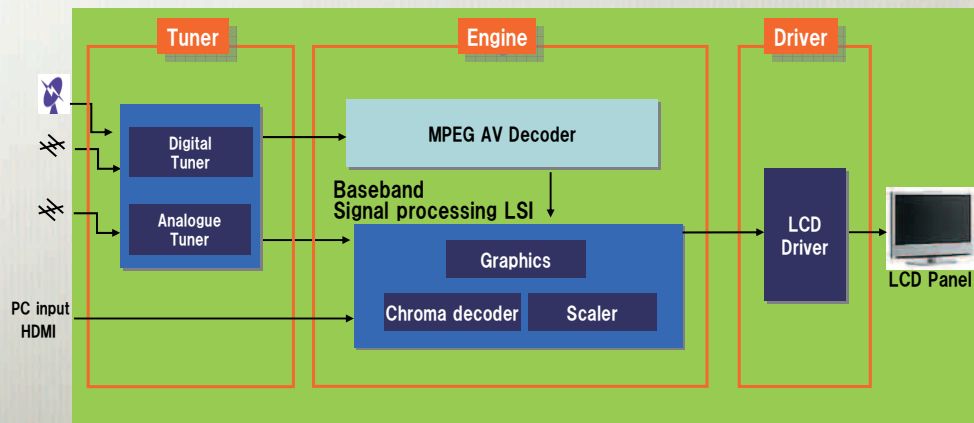 Tuner
Engine
Driver
Digital
Tuner
Analogue
Tuner
MPEG AV Decoder
Baseband
Signal processing LSI
Graphics
Chroma decoder
Scaler
LCD
Driver
LCD Panel
PC input
HDMI